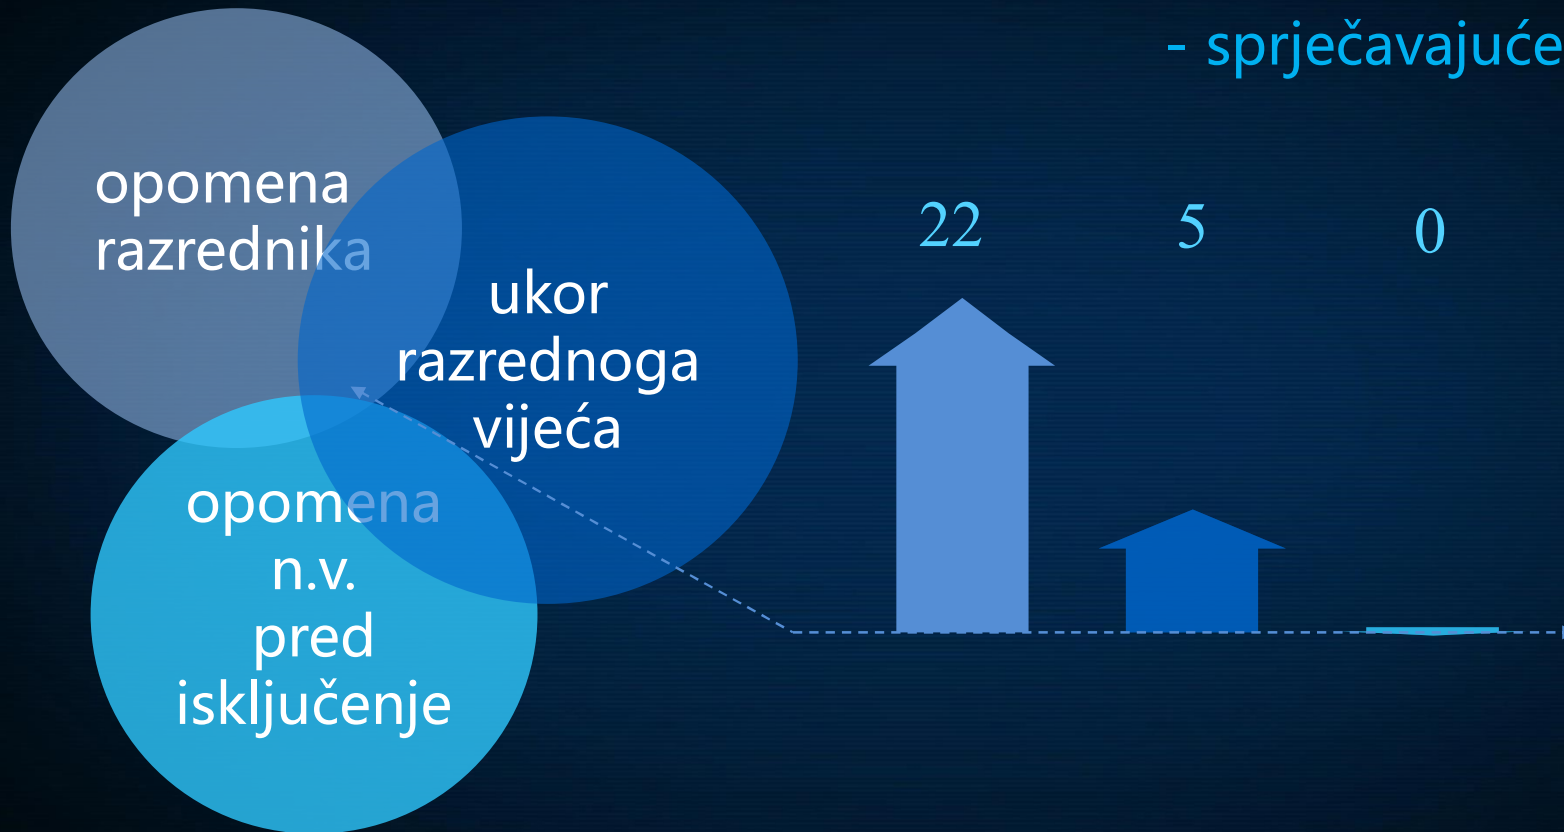 - sprječavajuće
opomena
razrednika
ukor
razrednoga
vijeća
opomena
n.v.
pred
isključenje
22 5 0